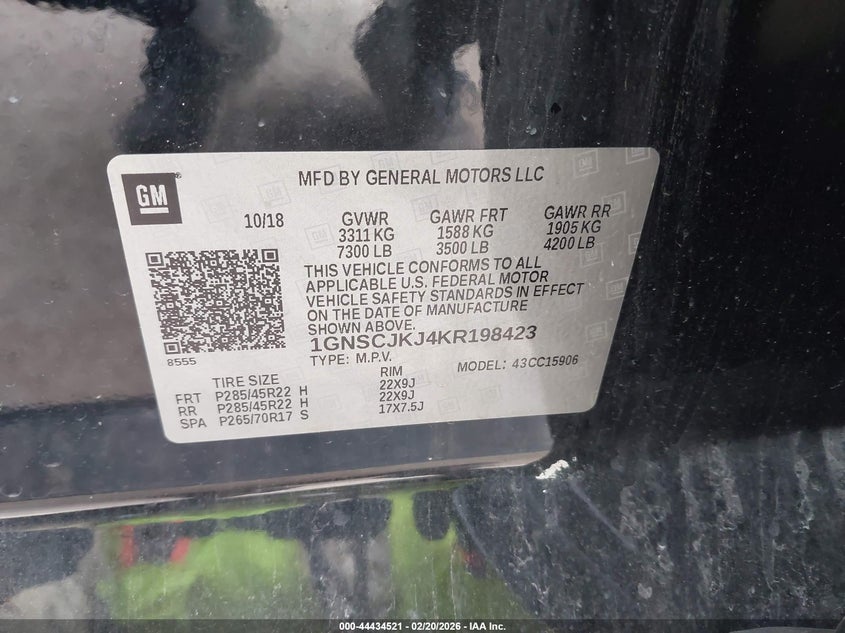 GM
MFD BY GENERAL MOTORS LLC
10/18 GVWR GAWR FRT GAWR RR
3311 KG 1588 KG 1905 KG
7300 LB 3500 LB 4200 LB
THIS VEHICLE CONFORMS TO ALL
APPLICABLE U.S. FEDERAL MOTOR
VEHICLE SAFETY STANDARDS IN EFFECT
ON THE DATE OF MANUFACTURE
SHOWN ABOVE.
1GNSCJKJ4KR198423
8555
TYPE: M.P.V. MODEL: 43CC15906
TIRE SIZE RIM
FRT P285/45R22 H 22X9J
RR P285/45R22 H 22X9J
SPA P265/70R17 S 17X7.5J
000-44434521 - 02/20/2026 - IAA Inc.